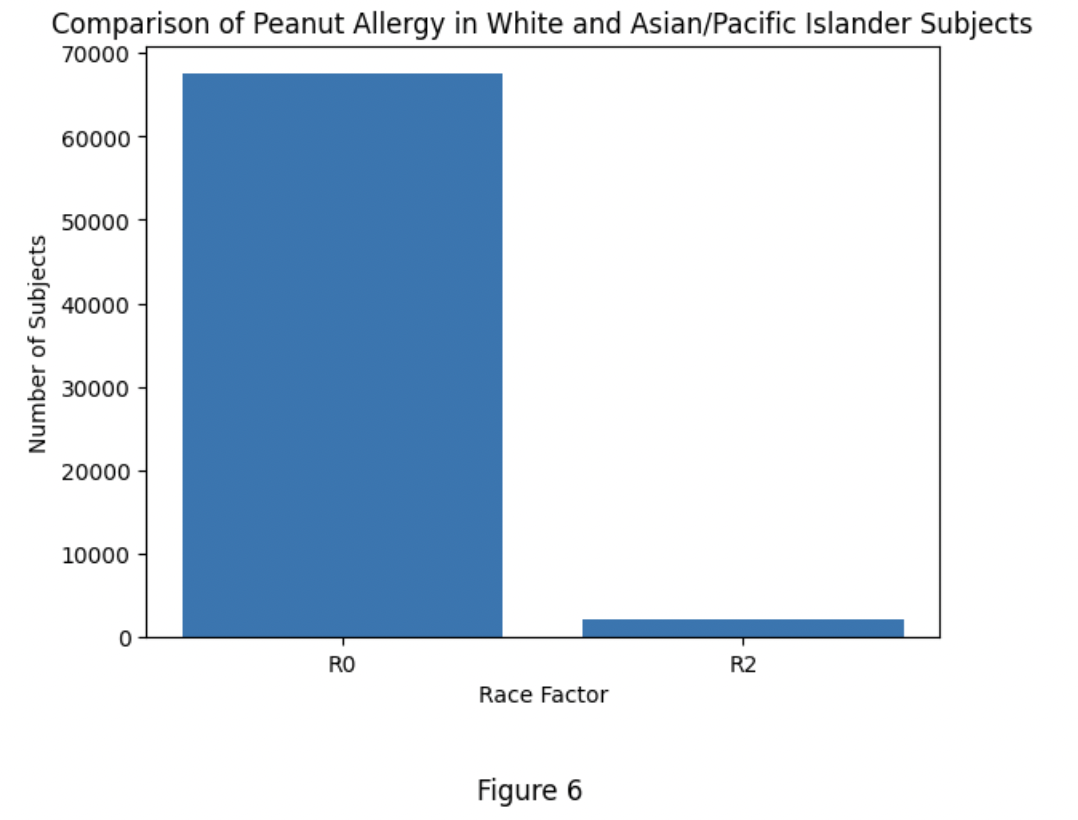 Comparison of Peanut Allergy in White and Asian/Pacific Islander Subjects
70000
60000
50000
40000
30000
20000
10000
0
Number of Subjects
R0
R2
Race Factor
Figure 6